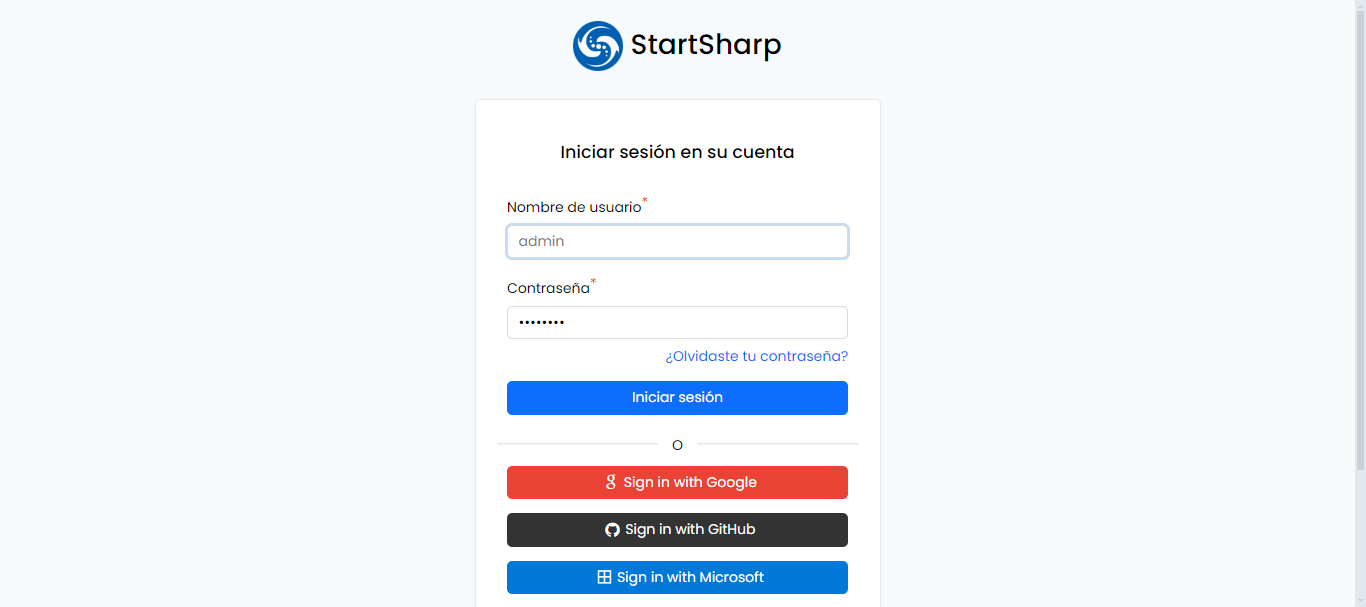 StartSharp
Iniciar sesión en su cuenta
Nombre de usuario*
admin
Contraseña*
••••••••
¿Olvidaste tu contraseña?
Iniciar sesión
O
Sign in with Google
Sign in with GitHub
Sign in with Microsoft